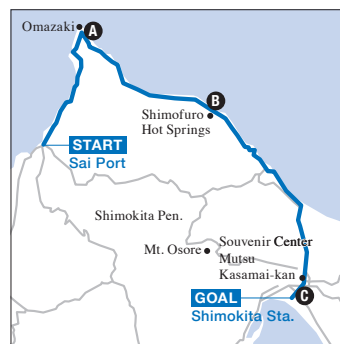 Omazaki
A
B
Shimofuro
Hot Springs
START
Sai Port
Shimokita Pen.
Souvenir Center
Mt. Osore
Mutsu
Kasamai-kan
GOAL
C
Shimokita Sta.